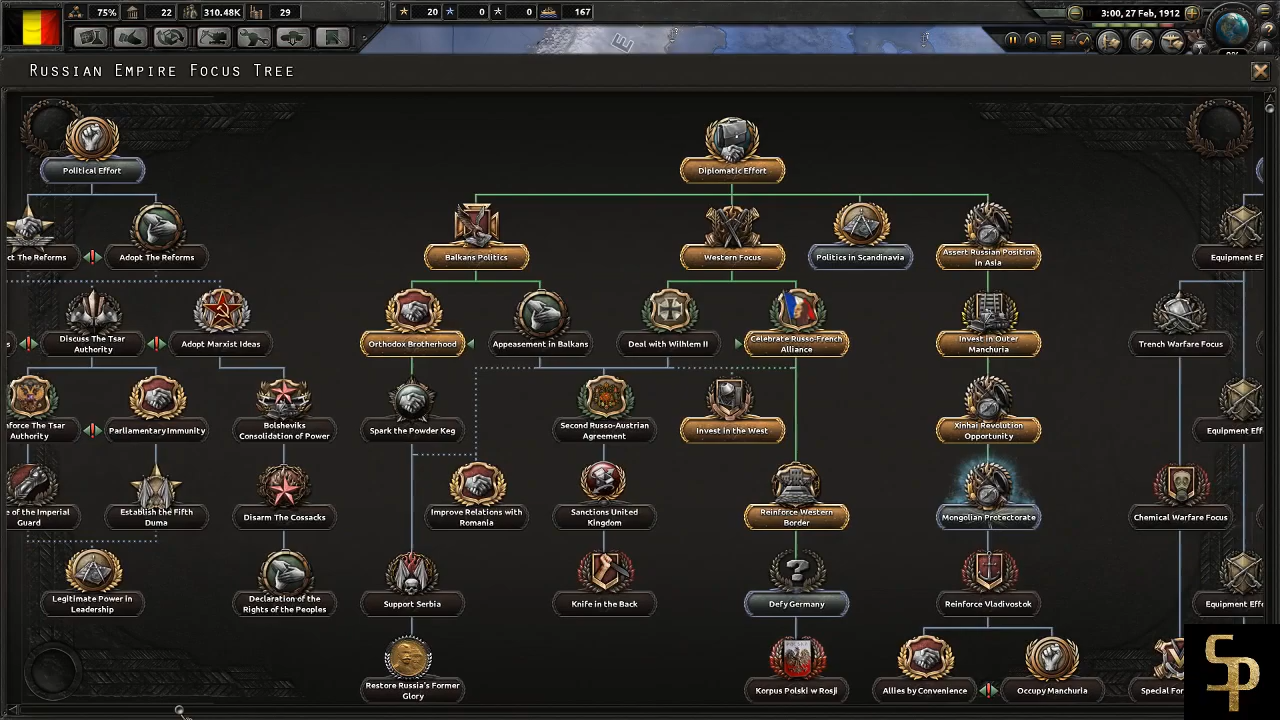 75%
22
310.48K
29
20
0
0
167
3:00, 27 Feb, 1912
Russian Empire Focus Tree
Political Effort
Diplomatic Effort
ct The Reforms
Adopt The Reforms
Balkans Politics
Western Focus
Politics in Scandinavia
Assert Russian Position
in Asia
Equipment Eff
Discuss The Tsar
Authority
Adopt Marxist Ideas
Orthodox Brotherhood
Appeasement in Balkans
Deal with Wilhlem II
Celebrate Russo-French
Alliance
Invest in Outer
Manchuria
Trench Warfare Focus
nforce The Tsar
Authority
Parliamentary Immunity
Bolsheviks
Consolidation of Power
Spark the Powder Keg
Second Russo-Austrian
Agreement
Invest in the West
Xinhai Revolution
Opportunity
Equipment Eff
e of the Imperial
Guard
Establish the Fifth
Duma
Disarm The Cossacks
Improve Relations with
Romania
Sanctions United
Kingdom
Reinforce Western
Border
Mongolian Protectorate
Chemical Warfare Focus
Legitimate Power in
Leadership
Declaration of the
Rights of the Peoples
Support Serbia
Knife in the Back
Defy Germany
Reinforce Vladivostok
Equipment Eff
Restore Russia's Former
Glory
Korpus Polski w Rosji
Allies by Convenience
Occupy Manchuria
Special For
SP